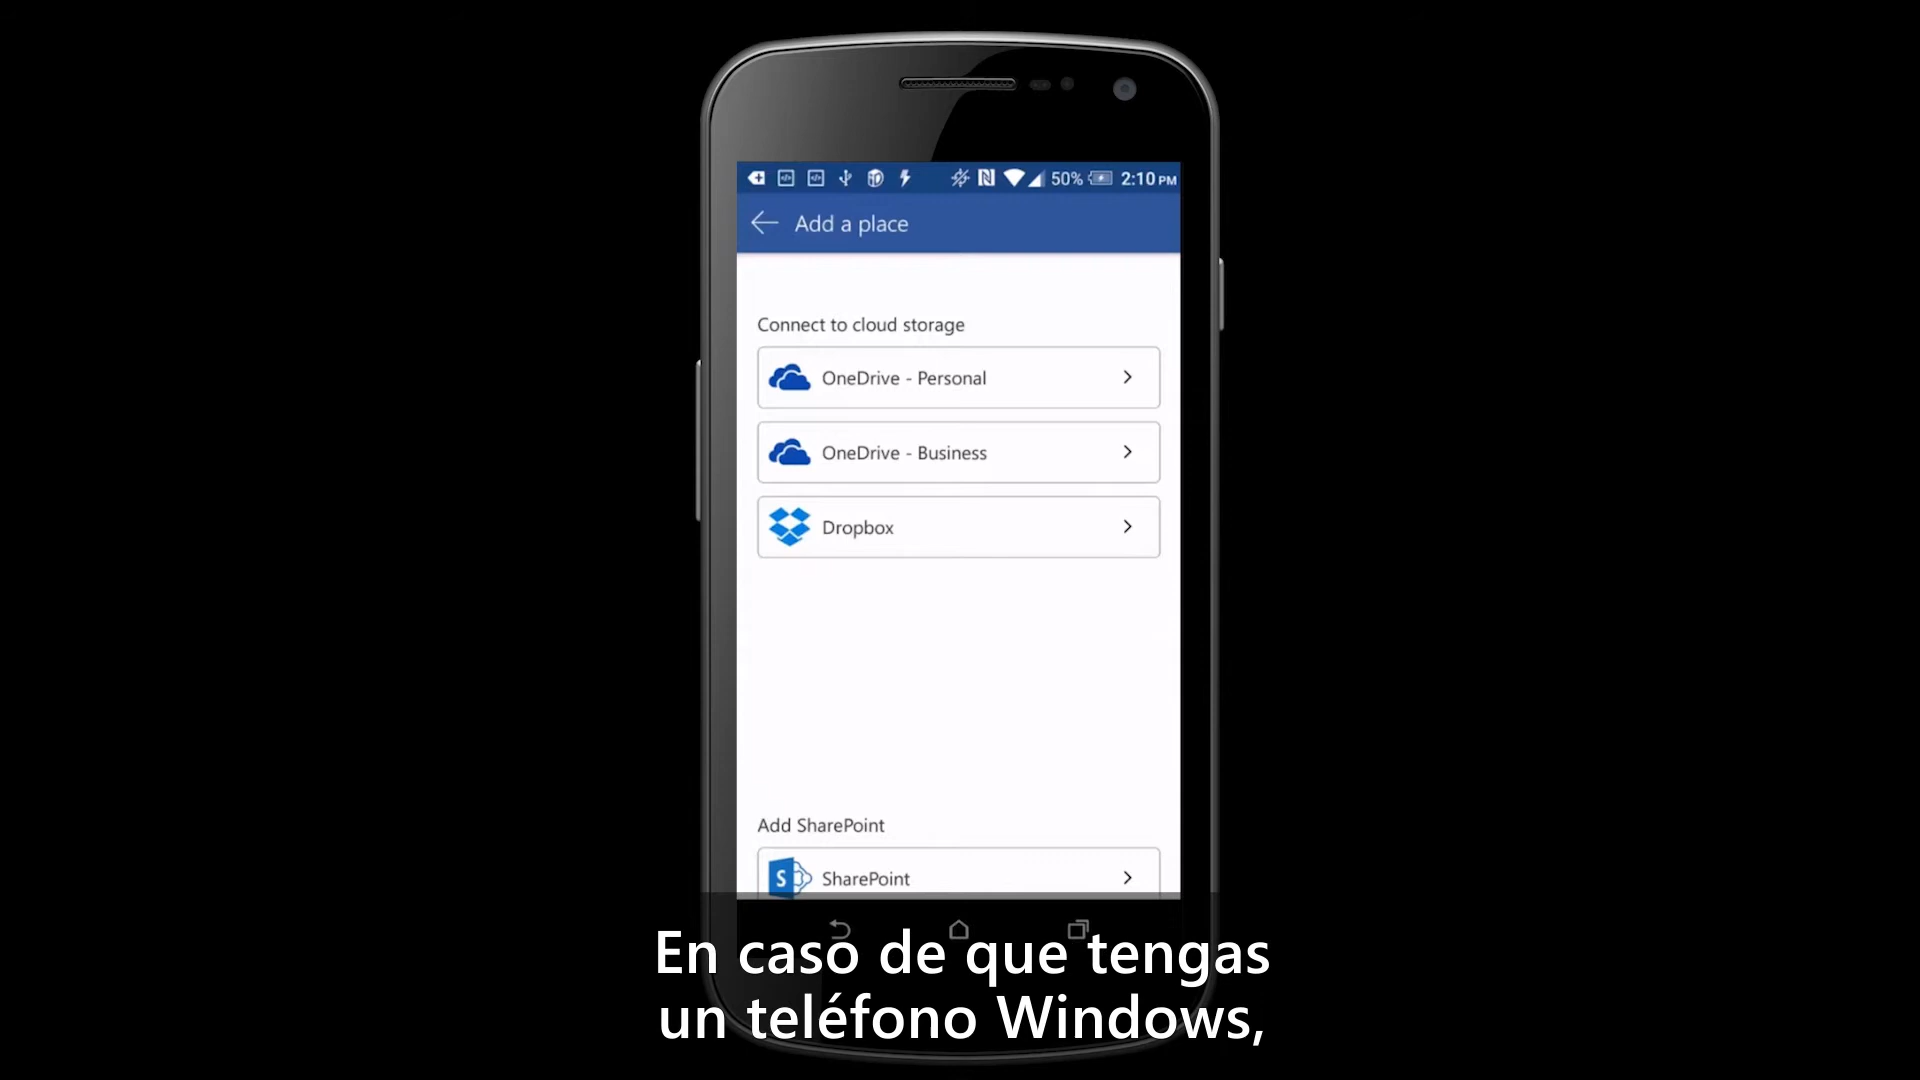 50% 2:10 PM
Add a place
Connect to cloud storage
OneDrive - Personal
OneDrive - Business
Dropbox
Add SharePoint
S SharePoint
En caso de que tengas
un teléfono Windows,